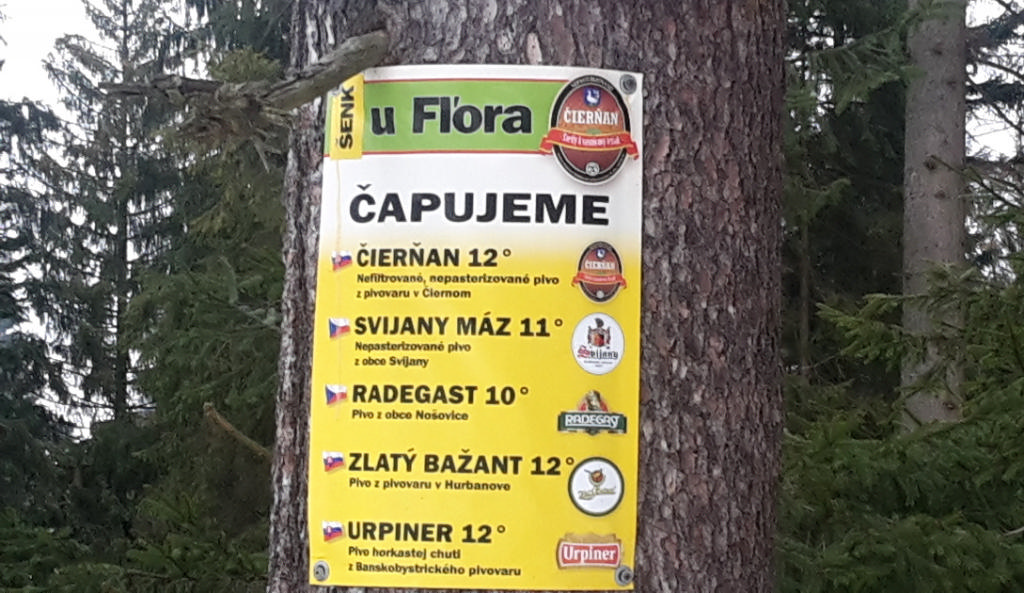 ŠENK
u Fľora
ČIERŇAN
ČAPUJEME
ČIERŇAN 12°
Nefiltrované, nepasterizované pivo
z pivovaru v Čiernom
ČIERŇAN
SVIJANY MÁZ 11°
Nepasterizované pivo
z obce Svijany
Svijany
RADEGAST 10°
Pivo z obce Nošovice
RADEGAST
ZLATÝ BAŽANT 12°
Pivo z pivovaru v Hurbanove
URPINER 12°
Pivo horkastej chuti
z Banskobystrického pivovaru
Urpiner